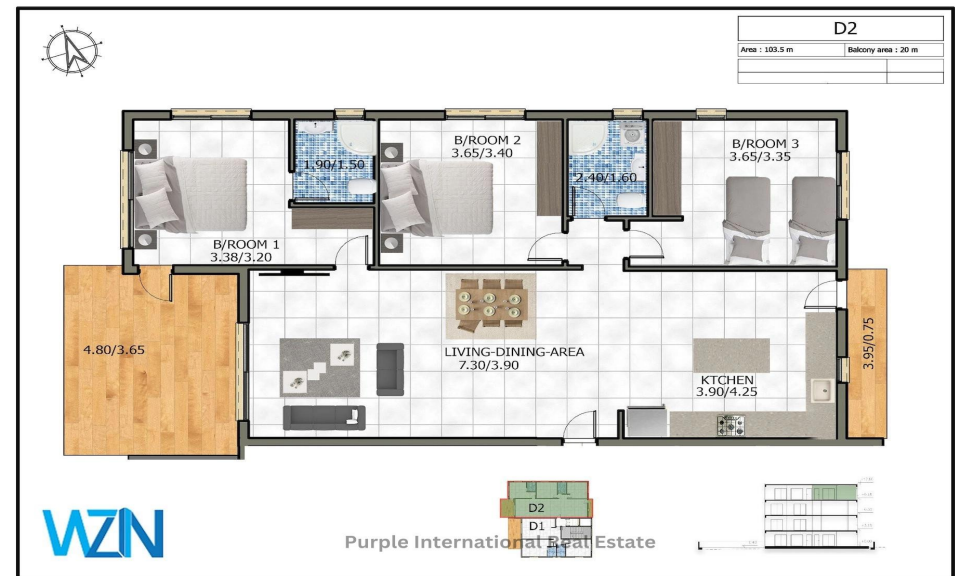 D2
Area : 103.5 m
Balcony area : 20 m
B/ROOM 2
3.65/3.40
B/ROOM 3
3.65/3.35
1.90/1.50
2.40/1.60
B/ROOM 1
3.38/3.20
4.80/3.65
LIVING-DINING-AREA
7.30/3.90
KTCHEN
3.90/4.25
3.95/0.75
WZIN
D2
D1
Purple International Real Estate